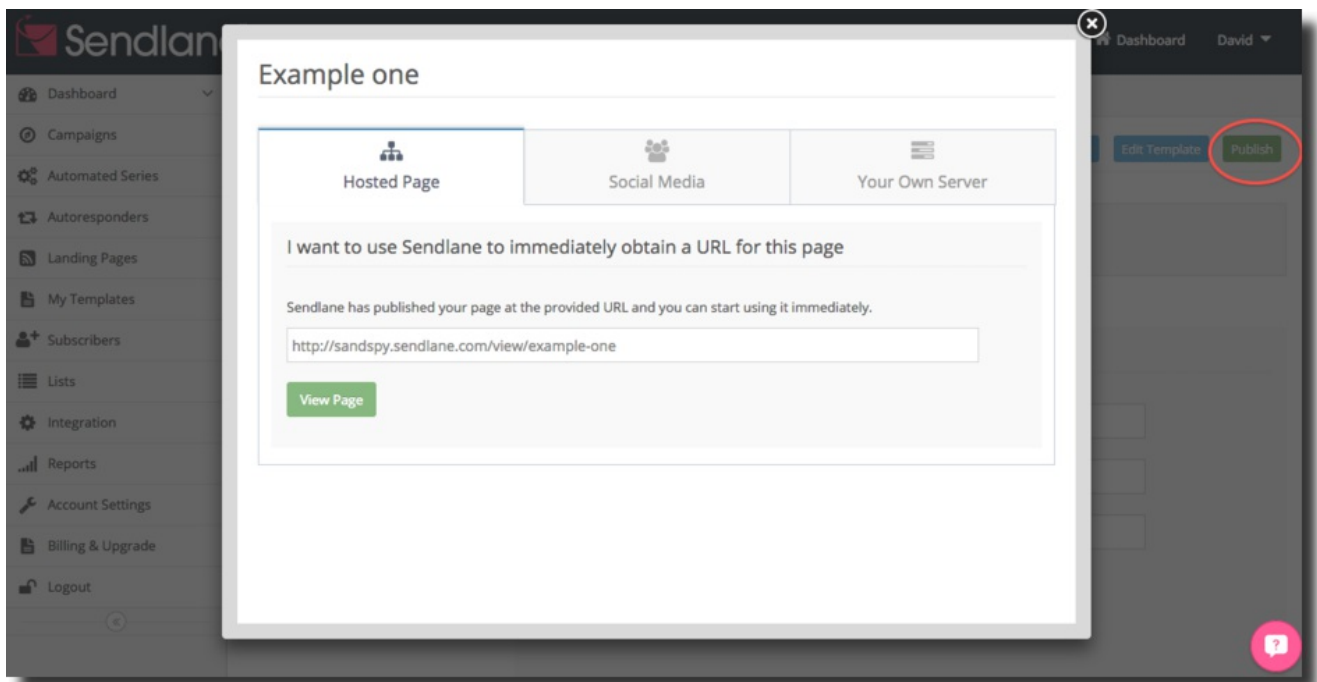 Sendlan
Dashboard
David
Dashboard
Campaigns
Automated Series
Autoresponders
Landing Pages
My Templates
Subscribers
Lists
Integration
Reports
Account Settings
Billing & Upgrade
Logout
Edit Template
Publish
Example one
Hosted Page
Social Media
Your Own Server
I want to use Sendlane to immediately obtain a URL for this page
Sendlane has published your page at the provided URL and you can start using it immediately.
http://sandspy.sendlane.com/view/example-one
View Page
?